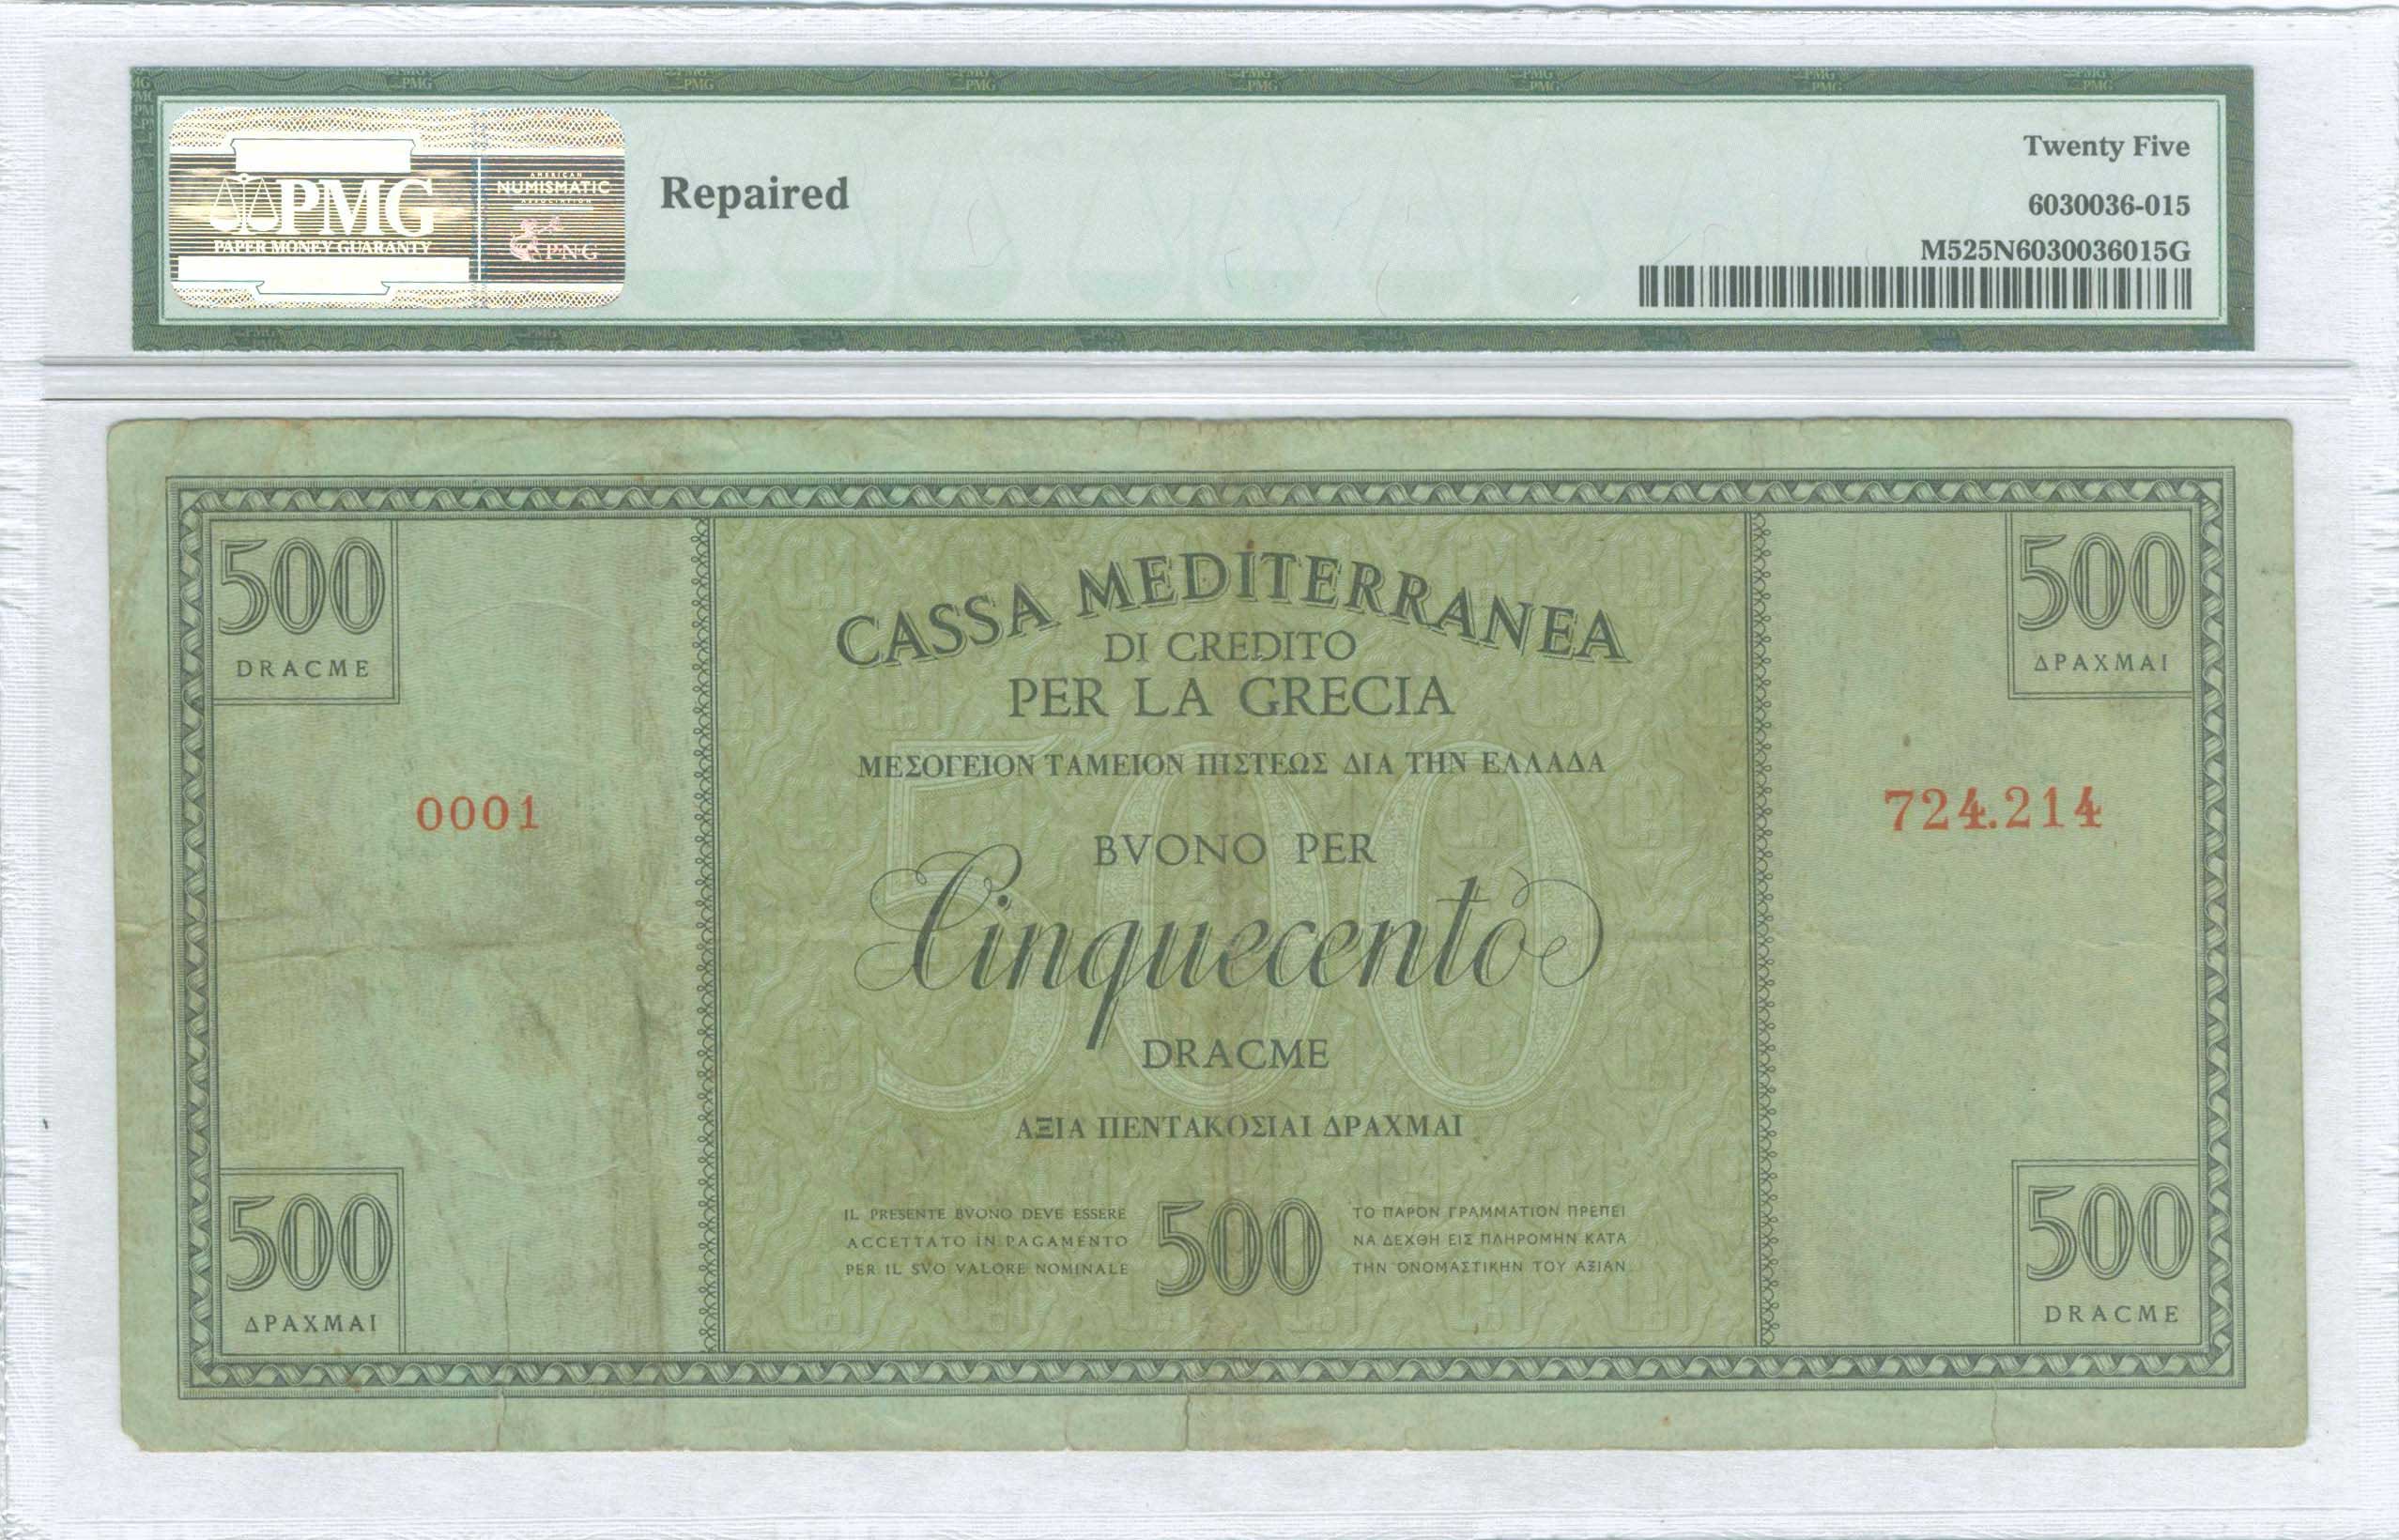 PMG
PAPER MONEY GUARANTY
AMERICAN
NUMISMATIC
ASSOCIATION
PNG
Repaired
Twenty Five
6030036-015
M525N6030036015G
500
DRACME
500
ΔΡΑΧΜΑΙ
CASSA MEDITERRANEA
DI CREDITO
PER LA GRECIA
ΜΕΣΟΓΕΙΟΝ ΤΑΜΕΙΟΝ ΠΙΣΤΕΩΣ ΔΙΑ ΤΗΝ ΕΛΛΑΔΑ
0001
724.214
500
BVONO PER
Cinquecento
DRACME
ΑΞΙΑ ΠΕΝΤΑΚΟΣΙΑΙ ΔΡΑΧΜΑΙ
IL PRESENTE BVONO DEVE ESSERE
ACCETTATO IN PAGAMENTO
PER IL SVO VALORE NOMINALE
500
ΤΟ ΠΑΡΟΝ ΓΡΑΜΜΑΤΙΟΝ ΠΡΕΠΕΙ
ΝΑ ΔΕΧΘΗ ΕΙΣ ΠΛΗΡΟΜΗΝ ΚΑΤΑ
ΤΗΝ ΟΝΟΜΑΣΤΙΚΗΝ ΤΟΥ ΑΞΙΑΝ
500
ΔΡΑΧΜΑΙ
500
DRACME